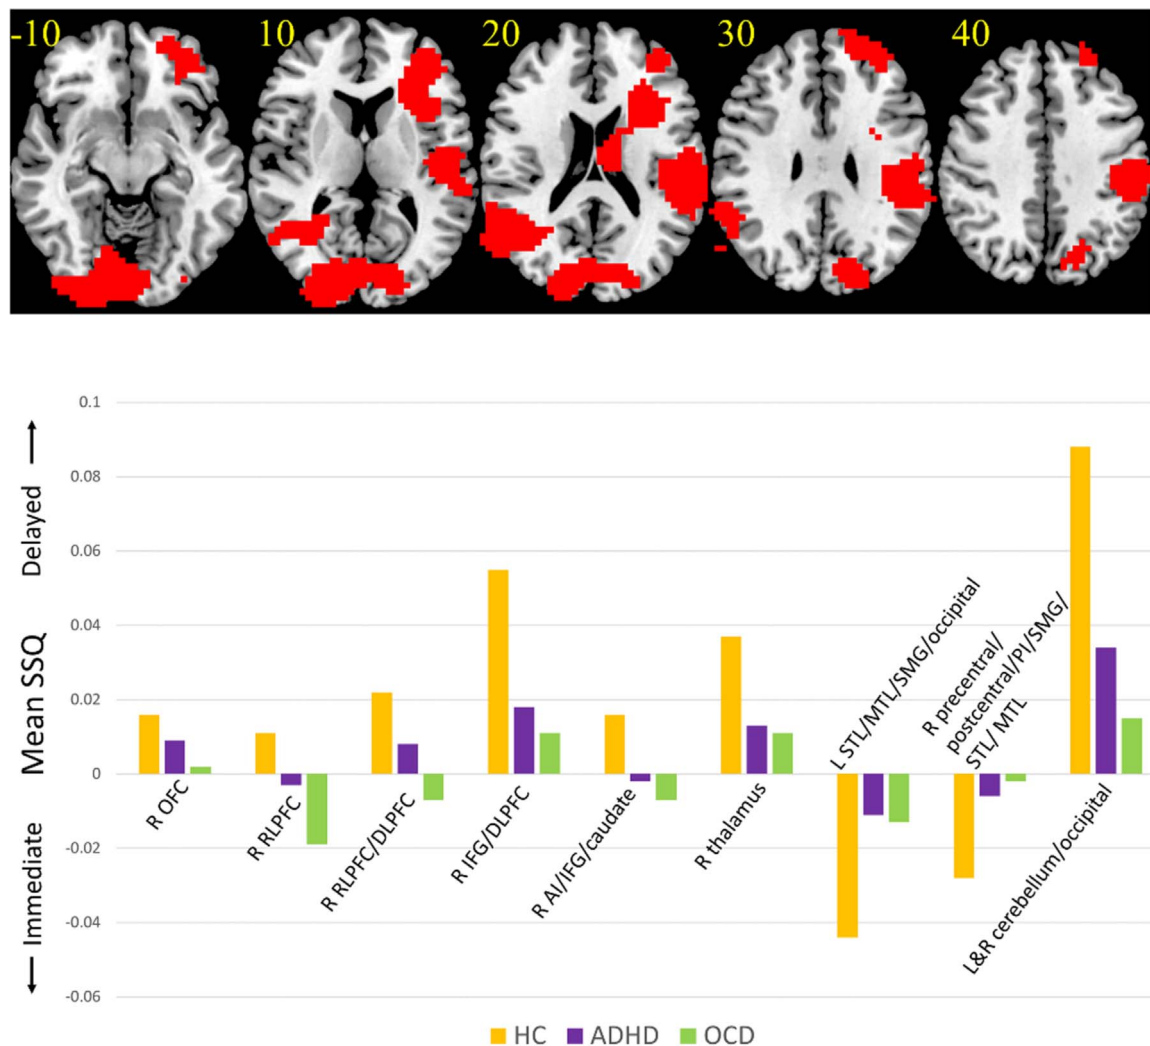 -10
10
20
30
40
0.1
0.08
0.06
0.04
0.02
0
-0.02
-0.04
-0.06
Delayed
Mean SSQ
Immediate
R OFC
R RLPFC
R RLPFC/DLPFC
R IFG/DLPFC
R AI/IFG/caudate
R thalamus
L STL/MTL/SMG/occipital
R precentral/
postcentral/PI/SMG/
STL/ MTL
L&R cerebellum/occipital
HC ADHD OCD